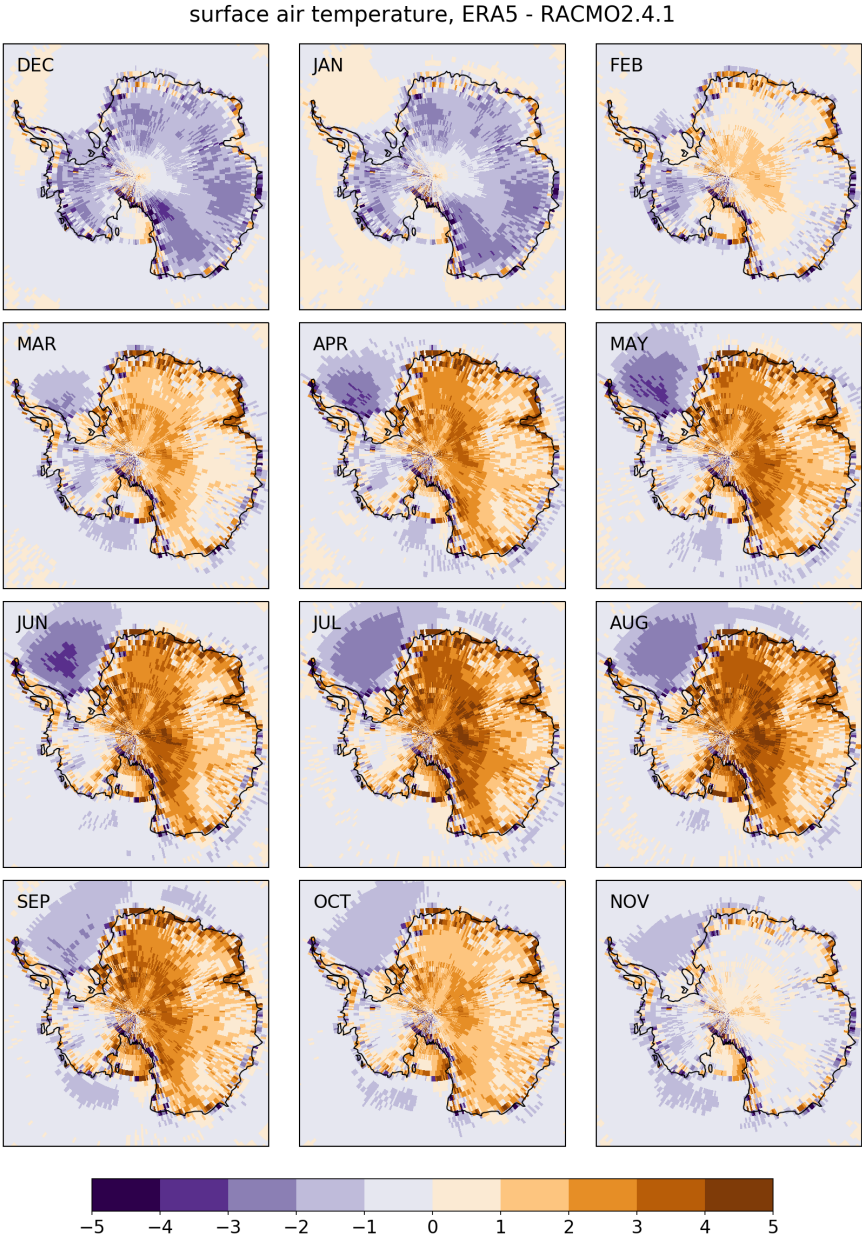 surface air temperature, ERA5 - RACMO2.4.1
DEC JAN FEB
MAR APR MAY
JUN JUL AUG
SEP OCT NOV
−5 −4 −3 −2 −1 0 1 2 3 4 5